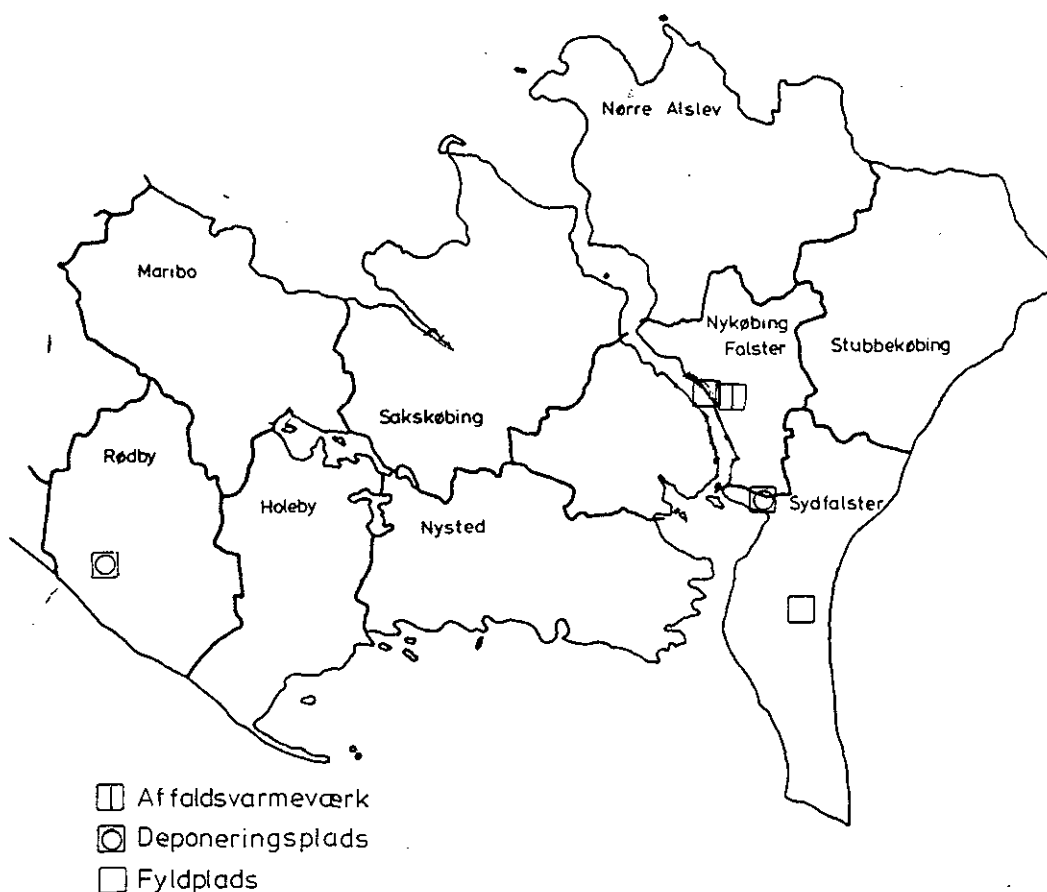 Nørre Alslev
Maribo
Nykøbing
Falster
Stubbekøbing
Sakskøbing
Rødby
Holeby
Nysted
Sydfalster
Affaldsvarmeværk
Deponeringsplads
Fyldplads